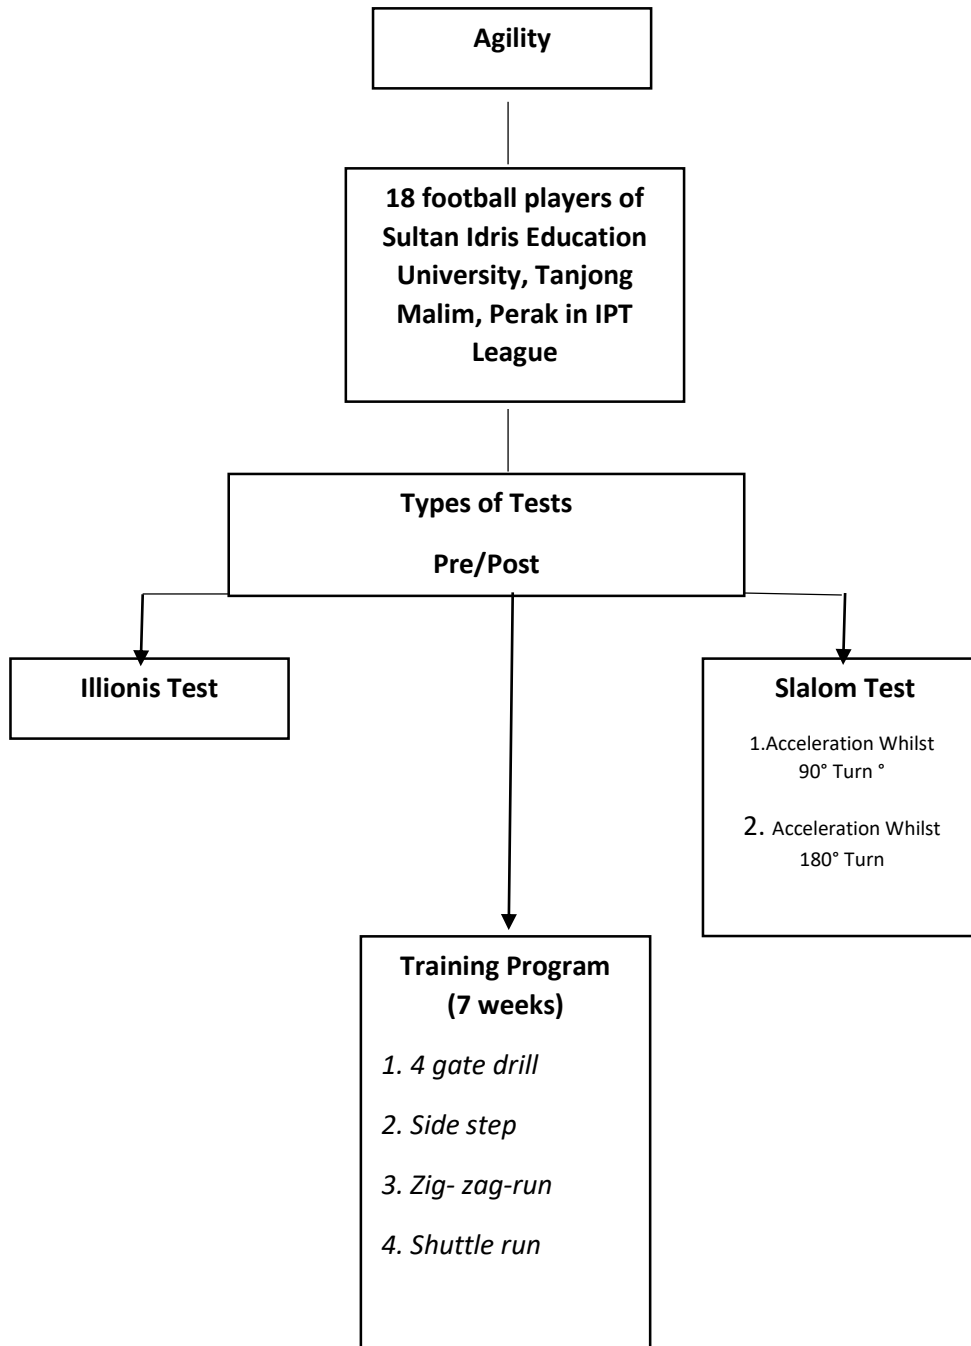 Agility
18 football players of
Sultan Idris Education
University, Tanjong
Malim, Perak in IPT
League
Types of Tests
Pre/Post
Illionis Test
Slalom Test
1.Acceleration Whilst
90° Turn °
2. Acceleration Whilst
180° Turn
Training Program
(7 weeks)
1. 4 gate drill
2. Side step
3. Zig- zag-run
4. Shuttle run